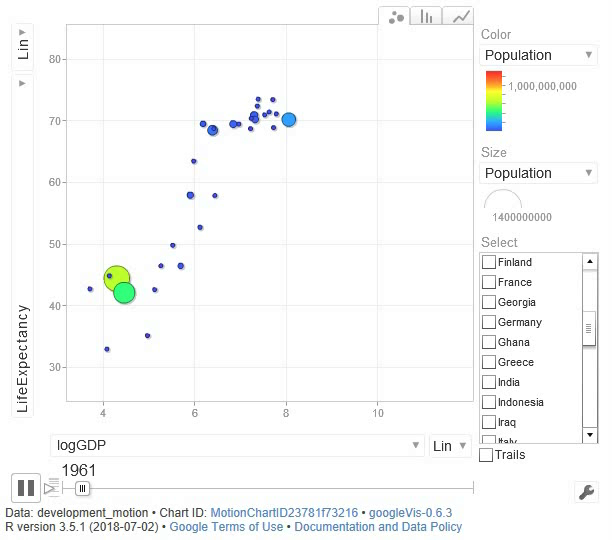 Color
Population
1,000,000,000
Size
Population
1400000000
Select
Finland
France
Georgia
Germany
Ghana
Greece
India
Indonesia
Iraq
Italy
Trails
Lin
LifeExpectancy
80
70
60
50
40
30
4 6 8 10
logGDP Lin
1961
Data: development_motion • Chart ID: MotionChartID23781f73216 • googleVis-0.6.3
R version 3.5.1 (2018-07-02) • Google Terms of Use • Documentation and Data Policy